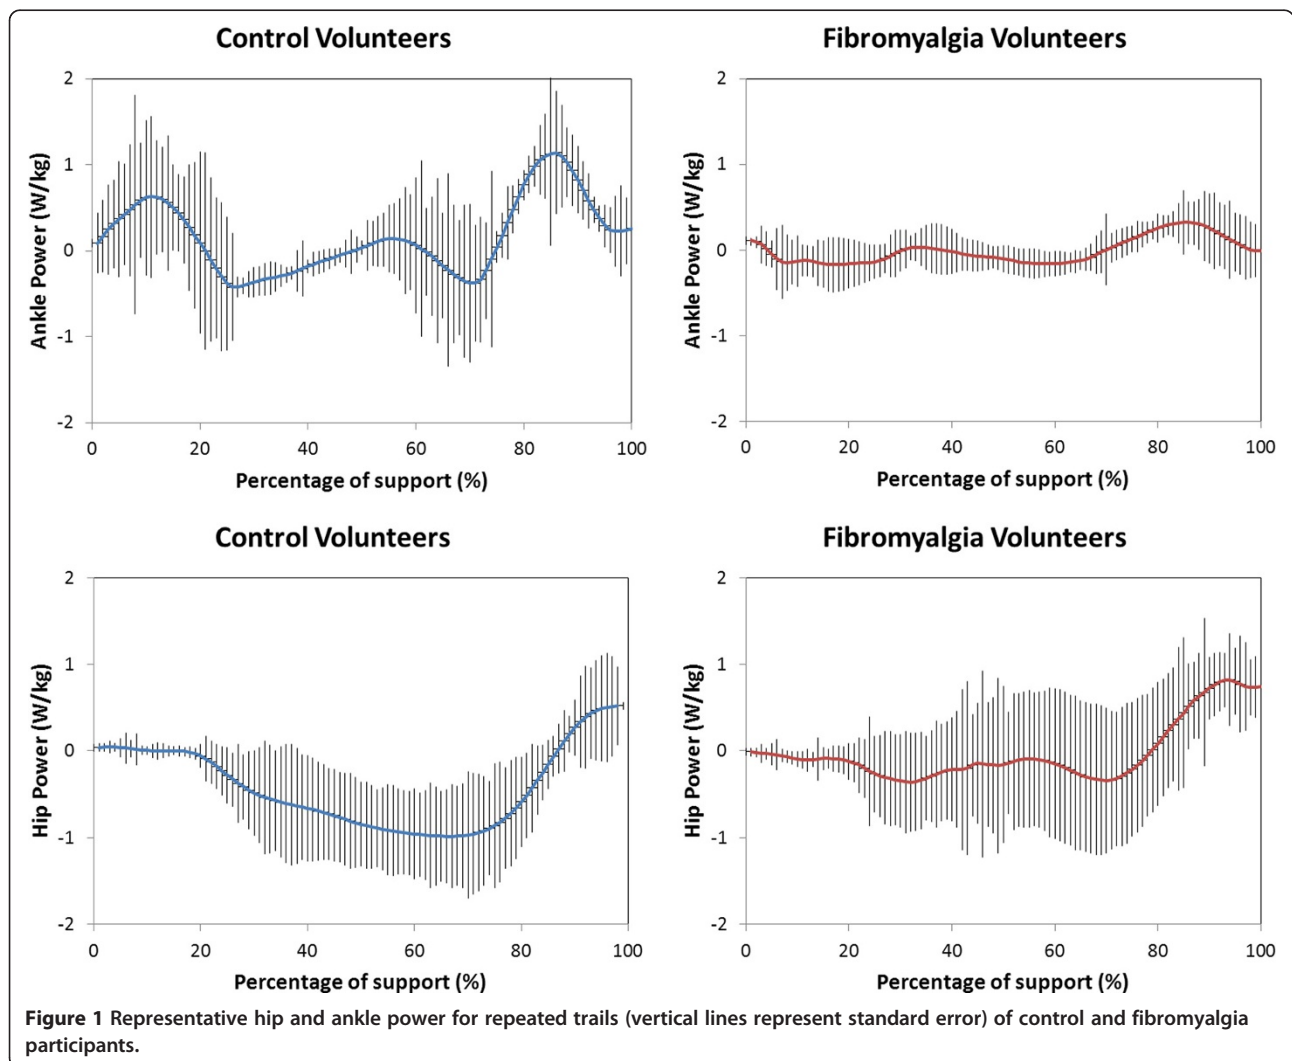 Control Volunteers
2
1
0
-1
-2
Ankle Power (W/kg)
0 20 40 60 80 100
Percentage of support (%)
Fibromyalgia Volunteers
2
1
0
-1
-2
Ankle Power (W/kg)
0 20 40 60 80 100
Percentage of support (%)
Control Volunteers
2
1
0
-1
-2
Hip Power (W/kg)
0 20 40 60 80 100
Percentage of support (%)
Fibromyalgia Volunteers
2
1
0
-1
-2
Hip Power (W/kg)
0 20 40 60 80 100
Percentage of support (%)
Figure 1 Representative hip and ankle power for repeated trails (vertical lines represent standard error) of control and fibromyalgia
participants.